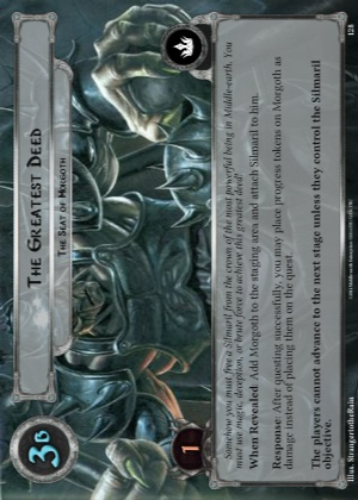 3B
The Greatest Deed
The Seat of Morgoth
1
Somehow you must free a Silmaril from the crown of the most powerful being in Middle-earth. You
must use magic, deception, or brute force to achieve this greatest deed!
When Revealed: Add Morgoth to the staging area and attach Silmaril to him.
Response: After questing successfully, you may place progress tokens on Morgoth as
damage instead of placing them on the quest.
The players cannot advance to the next stage unless they control the Silmaril
objective.
Illus. StrangertotheRain
128